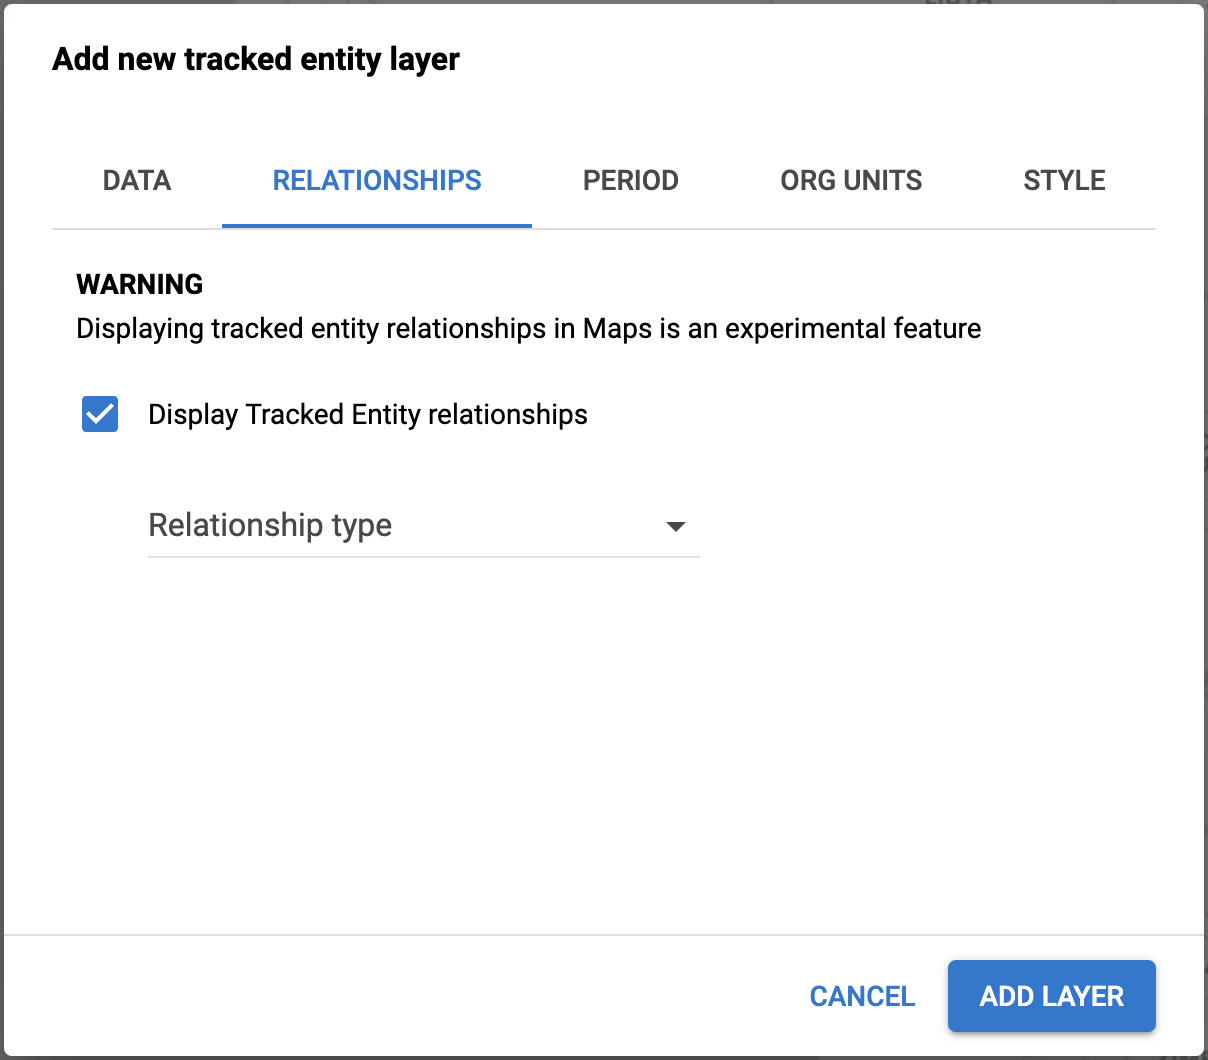 Add new tracked entity layer
DATA RELATIONSHIPS PERIOD ORG UNITS STYLE
WARNING
Displaying tracked entity relationships in Maps is an experimental feature
Display Tracked Entity relationships
Relationship type
CANCEL ADD LAYER